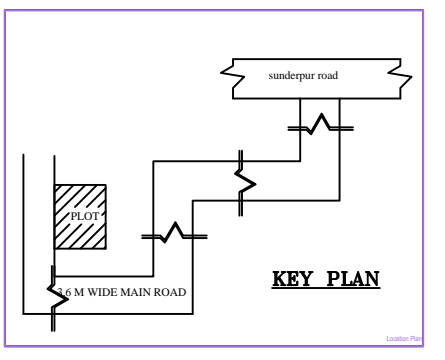 sunderpur road
PLOT
3.6 M WIDE MAIN ROAD
KEY PLAN
Location Plan